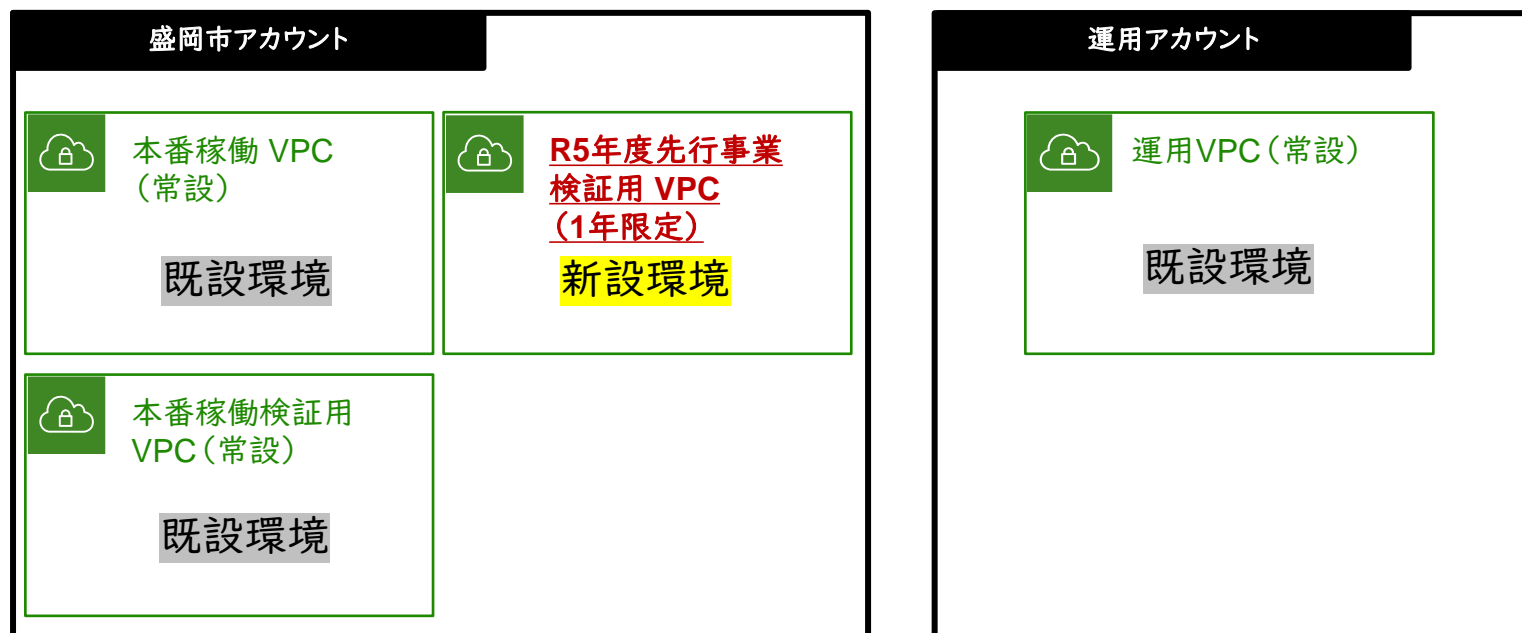 盛岡市アカウント
本番稼働 VPC
（常設）
既設環境
R5年度先行事業
検証用 VPC
（1年限定）
新設環境
本番稼働検証用
VPC（常設）
既設環境
運用アカウント
運用VPC（常設）
既設環境